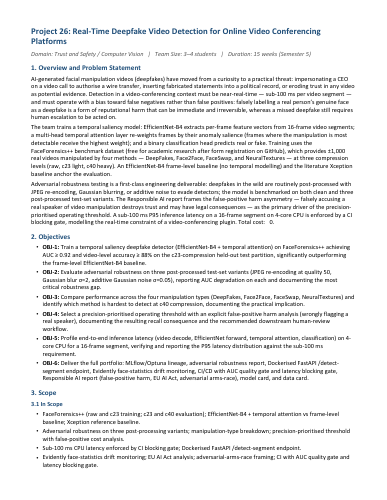 Project 26: Real-Time Deepfake Video Detection for Online Video Conferencing
Platforms
Domain: Trust and Safety / Computer Vision | Team Size: 3–4 students | Duration: 15 weeks (Semester 5)
1. Overview and Problem Statement
AI-generated facial manipulation videos (deepfakes) have moved from a curiosity to a practical threat: impersonating a CEO
on a video call to authorise a wire transfer, inserting fabricated statements into a political record, or eroding trust in any video
as potential evidence. Detection in a video-conferencing context must be near-real-time — sub-100 ms per video segment —
and must operate with a bias toward false negatives rather than false positives: falsely labelling a real person's genuine face
as a deepfake is a form of reputational harm that can be immediate and irreversible, whereas a missed deepfake still requires
human escalation to be acted on.
The team trains a temporal saliency model: EfficientNet-B4 extracts per-frame feature vectors from 16-frame video segments;
a multi-head temporal attention layer re-weights frames by their anomaly saliency (frames where the manipulation is most
detectable receive the highest weight); and a binary classification head predicts real or fake. Training uses the
FaceForensics++ benchmark dataset (free for academic research after form registration on GitHub), which provides ±1,000
real videos manipulated by four methods — DeepFakes, Face2Face, FaceSwap, and NeuralTextures — at three compression
levels (raw, c23 light, c40 heavy). An EfficientNet-B4 frame-level baseline (no temporal modelling) and the literature Xception
baseline anchor the evaluation.
Adversarial robustness testing is a first-class engineering deliverable: deepfakes in the wild are routinely post-processed with
JPEG re-encoding, Gaussian blurring, or additive noise to evade detectors; the model is benchmarked on both clean and three
post-processed test-set variants. The Responsible AI report frames the false-positive harm asymmetry — falsely accusing a
real speaker of video manipulation destroys trust and may have legal consequences — as the primary driver of the precision-
prioritised operating threshold. A sub-100 ms P95 inference latency on a 16-frame segment on 4-core CPU is enforced by a CI
blocking gate, modelling the real-time constraint of a video-conferencing plugin. Total cost: 0.
2. Objectives
• OBJ-1: Train a temporal saliency deepfake detector (EfficientNet-B4 + temporal attention) on FaceForensics++ achieving
AUC ≥ 0.92 and video-level accuracy ≥ 88% on the c23-compression held-out test partition, significantly outperforming
the frame-level EfficientNet-B4 baseline.
• OBJ-2: Evaluate adversarial robustness on three post-processed test-set variants (JPEG re-encoding at quality 50,
Gaussian blur σ=2, additive Gaussian noise σ=0.05), reporting AUC degradation on each and documenting the most
critical robustness gap.
• OBJ-3: Compare performance across the four manipulation types (DeepFakes, Face2Face, FaceSwap, NeuralTextures) and
identify which is hardest to detect at c40 compression, documenting the practical implication.
• OBJ-4: Select a precision-prioritised operating threshold with explicit false-positive harm analysis (wrongly flagging
a real speaker), documenting the resulting recall consequence and the recommended downstream human-review
workflow.
• OBJ-5: Profile end-to-end inference latency (video decode, EfficientNet forward, temporal attention, classification) on 4-
core CPU for a 16-frame segment, verifying and reporting the P95 latency distribution against the sub-100 ms
requirement.
• OBJ-6: Deliver the full portfolio: MLflow/Optuna lineage, adversarial robustness report, Dockerised FastAPI /detect-
segment endpoint, Evidently face-statistics drift monitoring, CI/CD with AUC quality gate and latency blocking gate,
Responsible AI report (false-positive harm, EU AI Act, adversarial-arms-race), model card, and data card.
3. Scope
3.1 In Scope
• FaceForensics++ (raw and c23 training; c23 and c40 evaluation); EfficientNet-B4 + temporal attention vs frame-level
baseline; Xception reference baseline.
• Adversarial robustness on three post-processing variants; manipulation-type breakdown; precision-prioritised threshold
with false-positive cost analysis.
• Sub-100 ms CPU latency enforced by CI blocking gate; Dockerised FastAPI /detect-segment endpoint.
• Evidently face-statistics drift monitoring; EU AI Act analysis; adversarial-arms-race framing; CI with AUC quality gate and
latency blocking gate.